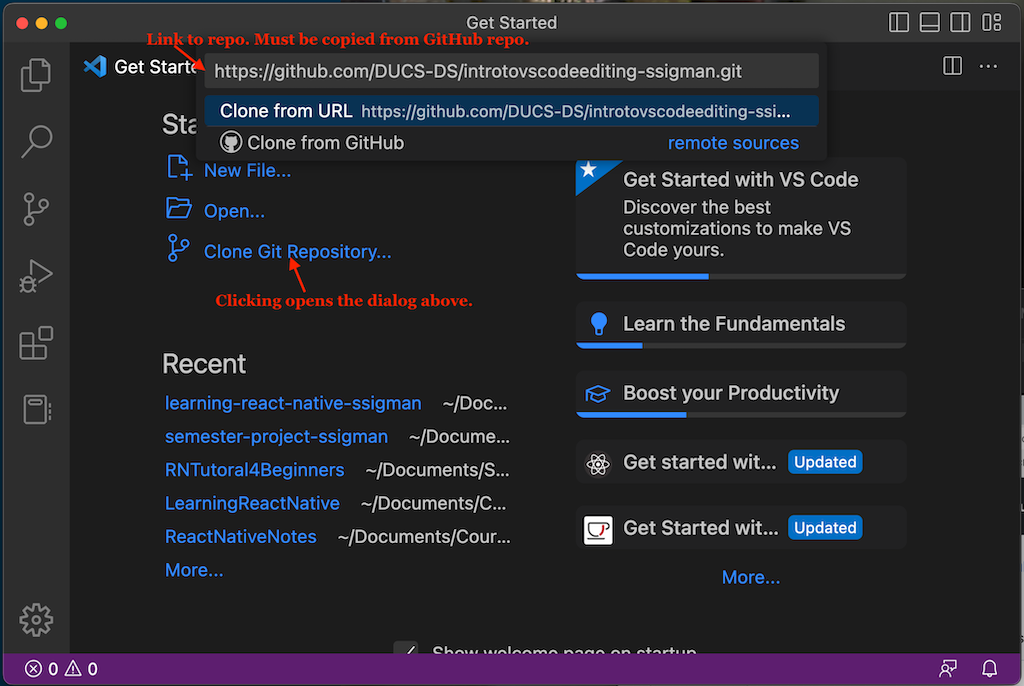 Get Started
Link to repo. Must be copied from GitHub repo.
Get Starte
https://github.com/DUCS-DS/introtovscodeediting-ssigman.git
Clone from URL https://github.com/DUCS-DS/introtovscodeediting-ssi...
Clone from GitHub remote sources
Sta
New File...
Open...
Clone Git Repository...
Clicking opens the dialog above.
Recent
learning-react-native-ssigman ~/Doc...
semester-project-ssigman ~/Docume...
RNTutoral4Beginners ~/Documents/S...
LearningReactNative ~/Documents/C...
ReactNativeNotes ~/Documents/Cour...
More...
Get Started with VS Code
Discover the best
customizations to make VS
Code yours.
Learn the Fundamentals
Boost your Productivity
Get started wit... Updated
Get Started wit... Updated
More...
Show welcome page on startup
0 0